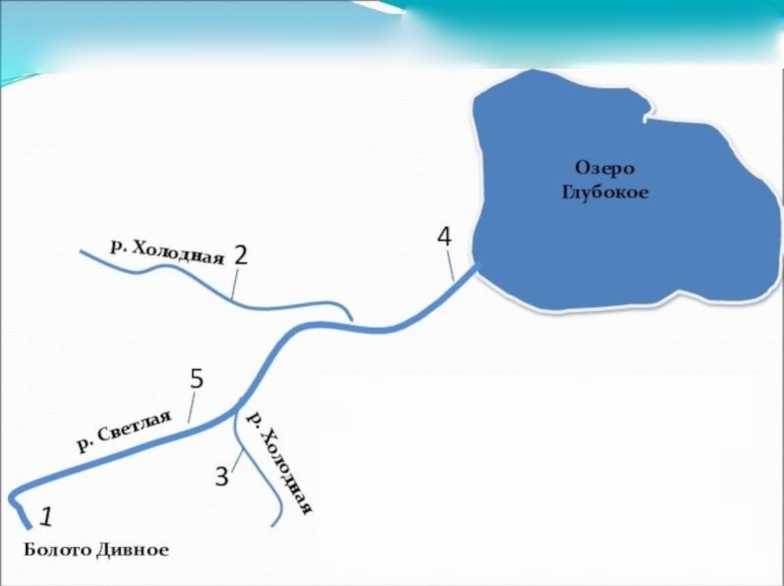 Озеро
Глубокое
р. Холодная
2
4
5
р. Светлая
р. Холодная
3
1
Болото Дивное